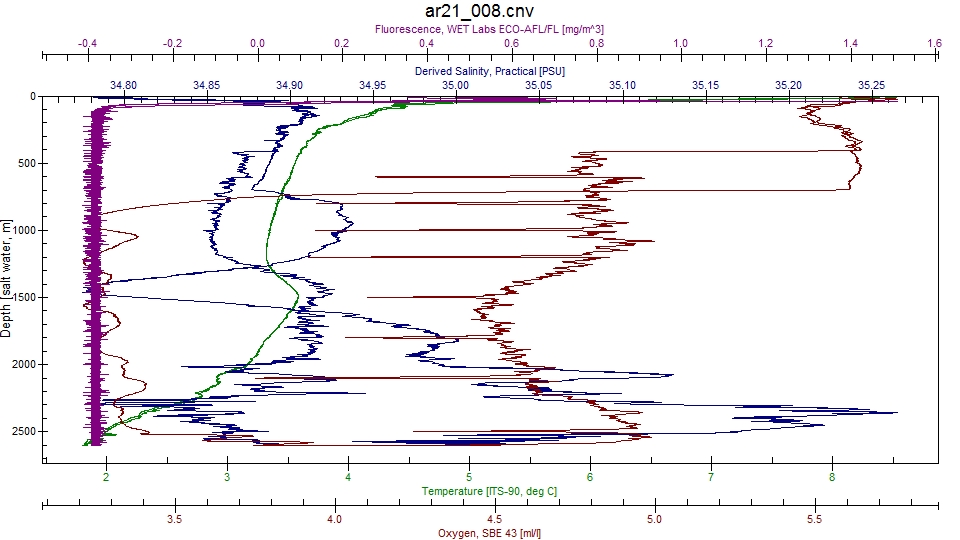 ar21_008.cnv
Fluorescence, WET Labs ECO-AFL/FL [mg/m^3]
-0.4 -0.2 0.0 0.2 0.4 0.6 0.8 1.0 1.2 1.4 1.6
Derived Salinity, Practical [PSU]
34.80 34.85 34.90 34.95 35.00 35.05 35.10 35.15 35.20 35.25
0
500
1000
Depth [salt water, m]
1500
2000
2500
2 3 4 5 6 7 8
Temperature [ITS-90, deg C]
3.5 4.0 4.5 5.0 5.5
Oxygen, SBE 43 [ml/l]